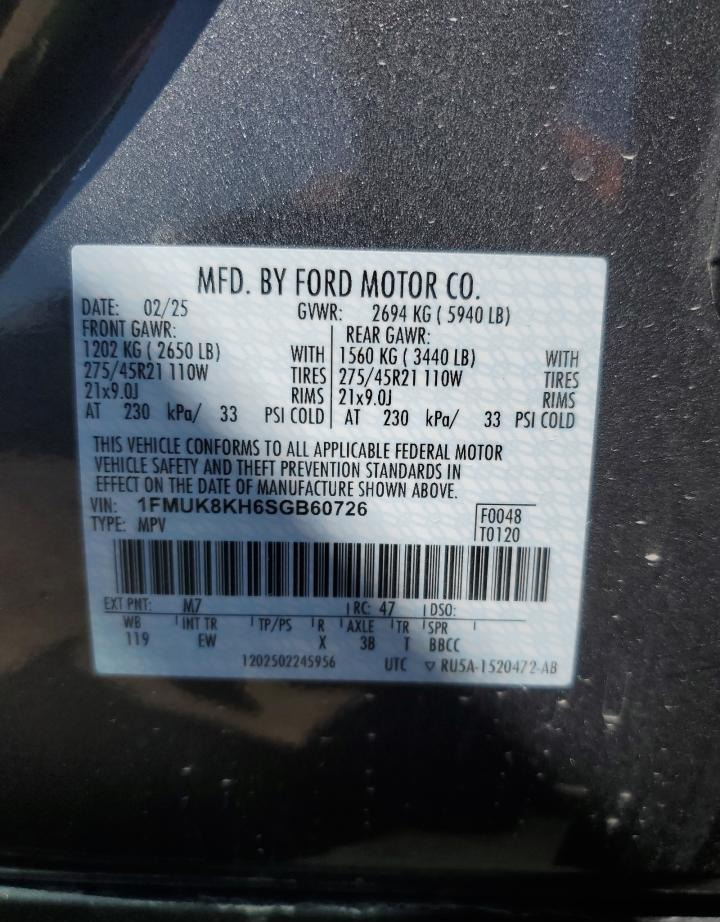 MFD. BY FORD MOTOR CO.
DATE: 02/25 GVWR: 2694 KG ( 5940 LB)
FRONT GAWR: REAR GAWR:
1202 KG ( 2650 LB) WITH 1560 KG ( 3440 LB) WITH
275/45R21 110W TIRES 275/45R21 110W TIRES
21x9.0J RIMS 21x9.0J RIMS
AT 230 kPa/ 33 PSI COLD AT 230 kPa/ 33 PSI COLD
THIS VEHICLE CONFORMS TO ALL APPLICABLE FEDERAL MOTOR
VEHICLE SAFETY AND THEFT PREVENTION STANDARDS IN
EFFECT ON THE DATE OF MANUFACTURE SHOWN ABOVE.
VIN: 1FMUK8KH6SGB60726 F0048
TYPE: MPV T0120
EXT PNT: M7 RC: 47 DSO:
WB INT TR TP/PS R AXLE TR SPR
119 EW X 3B T BBCC
1202502245956 UTC ▽ RU5A-1520472-AB